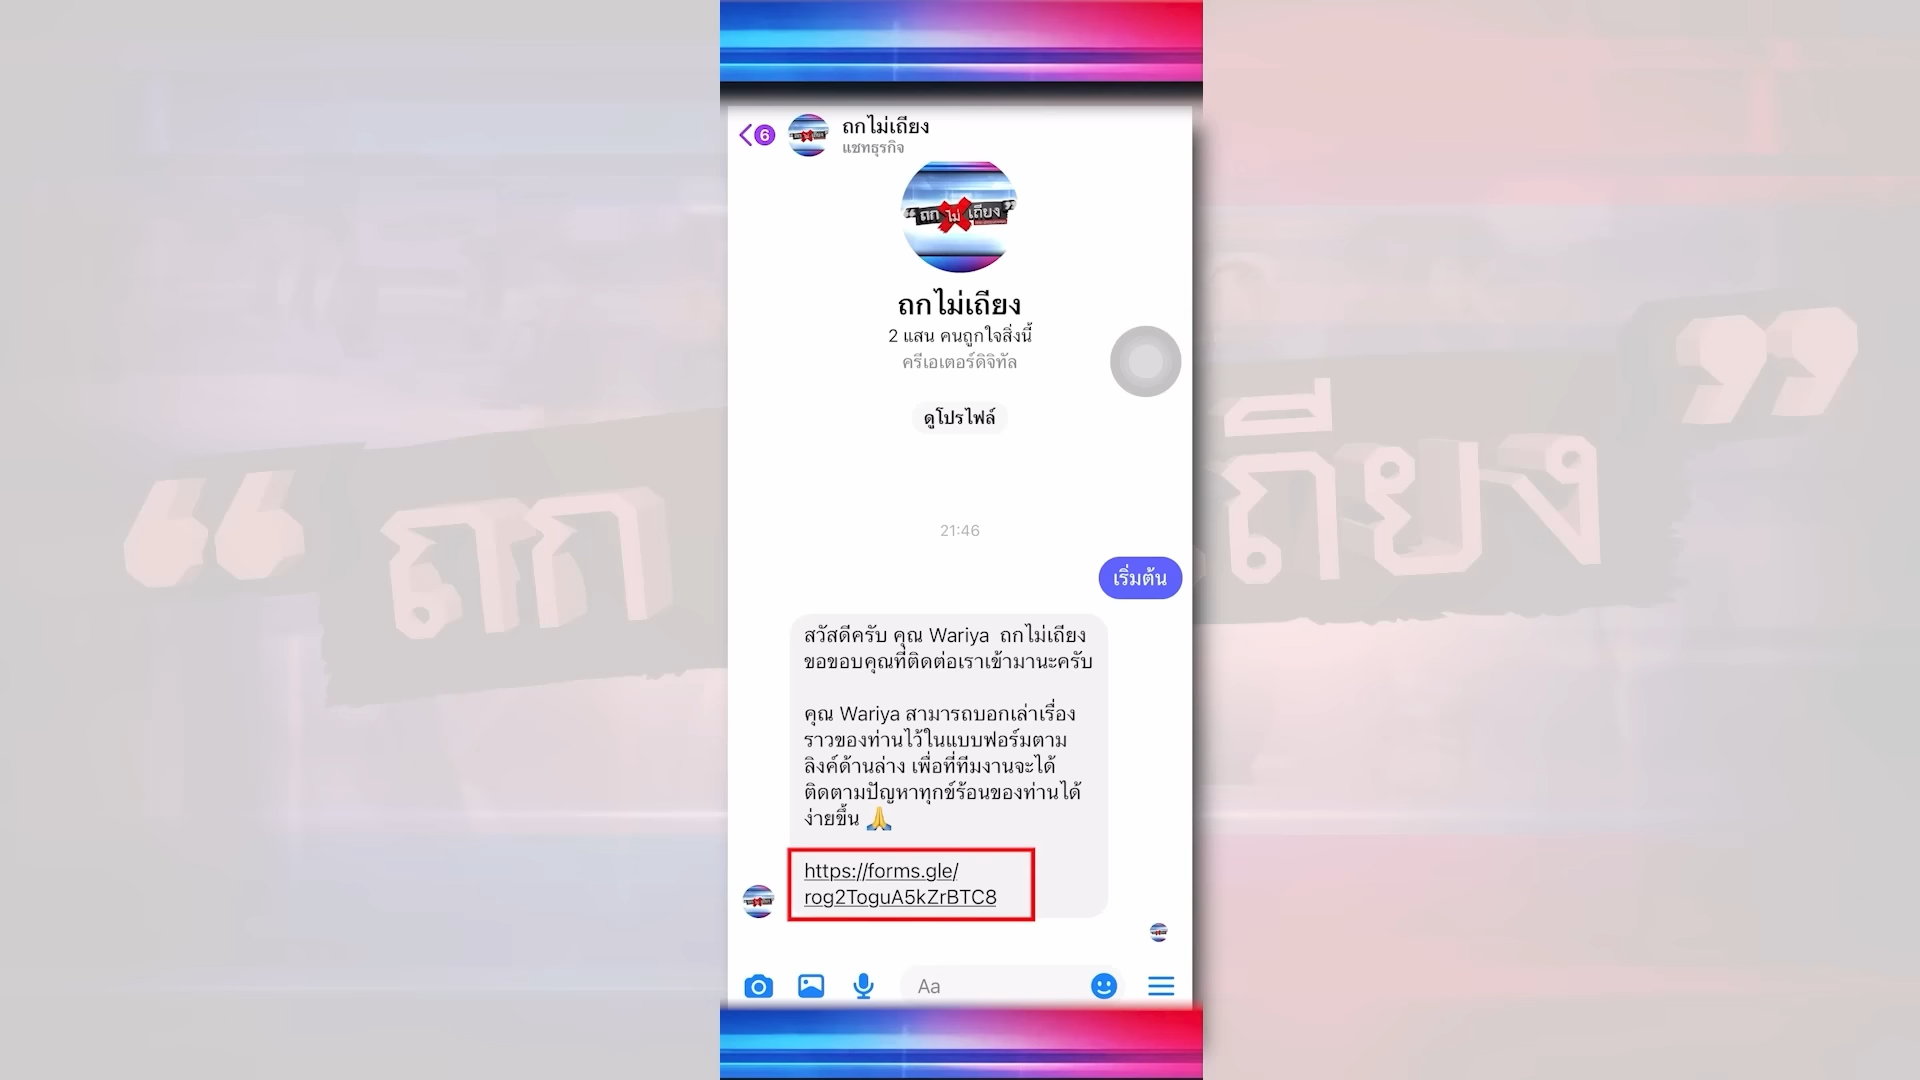 6
ถกไม่เถียง
แชทธุรกิจ
“ถกไม่เถียง”
ถกไม่เถียง
2 แสน คนถูกใจสิ่งนี้
ครีเอเตอร์ดิจิทัล
ดูโปรไฟล์
“ถก
เถียง”
21:46
เริ่มต้น
สวัสดีครับ คุณ Wariya ถกไม่เถียง
ขอขอบคุณที่ติดต่อเราเข้ามานะครับ
คุณ Wariya สามารถบอกเล่าเรื่อง
ราวของท่านไว้ในแบบฟอร์มตาม
ลิงค์ด้านล่าง เพื่อที่ทีมงานจะได้
ติดตามปัญหาทุกข์ร้อนของท่านได้
ง่ายขึ้น 🙏
https://forms.gle/
rog2ToguA5kZrBTC8
Aa